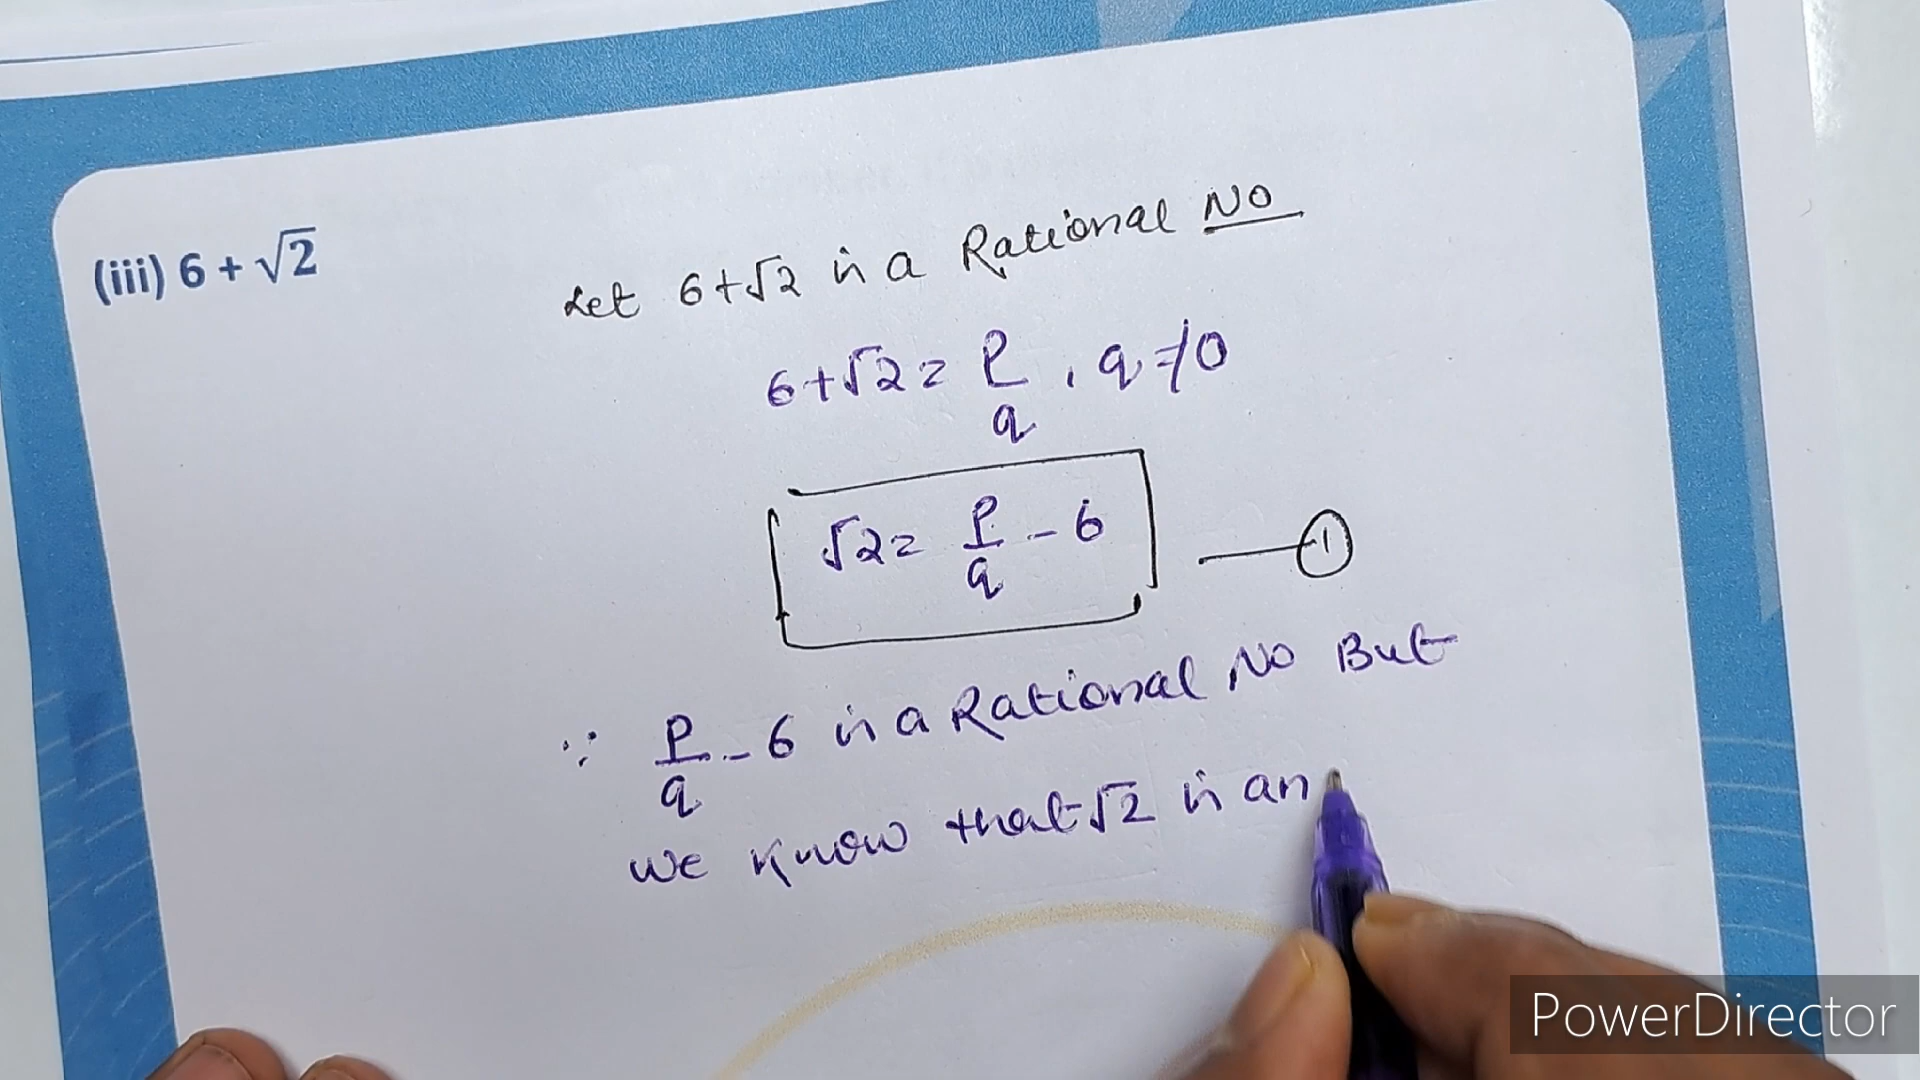 (iii) 6 + √2
Let 6+√2 is a Rational NO
6+√2 = P/q , q ≠ 0
√2 = P/q - 6 —— ①
∵ P/q - 6 is a Rational NO But
we know that √2 is an
PowerDirector